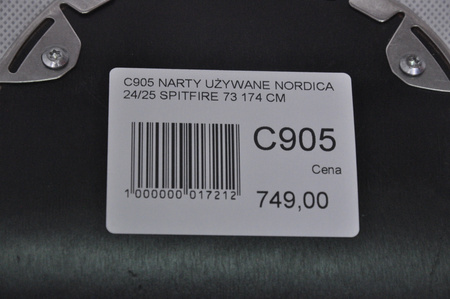 C905 NARTY UŻYWANE NORDICA
24/25 SPITFIRE 73 174 CM
C905
Cena
1 000000 017212
749,00